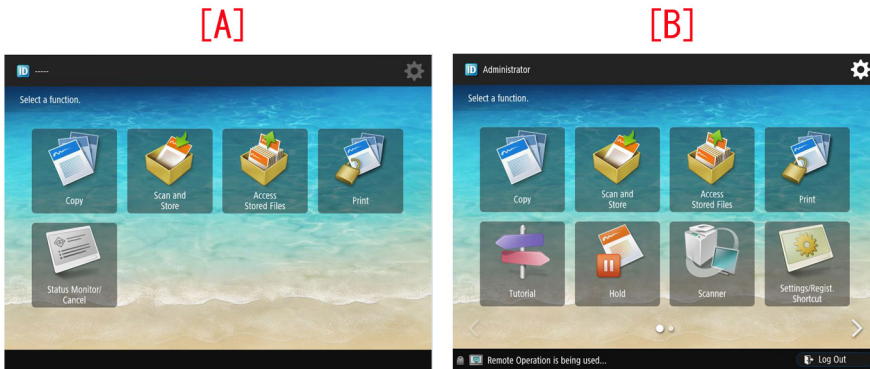 [A]
ID -----
Select a function.
Copy
Scan and
Store
Access
Stored Files
Print
Status Monitor/
Cancel
[B]
ID Administrator
Select a function.
Copy
Scan and
Store
Access
Stored Files
Print
Tutorial
Hold
Scanner
Settings/Regist.
Shortcut
Remote Operation is being used...
Log Out